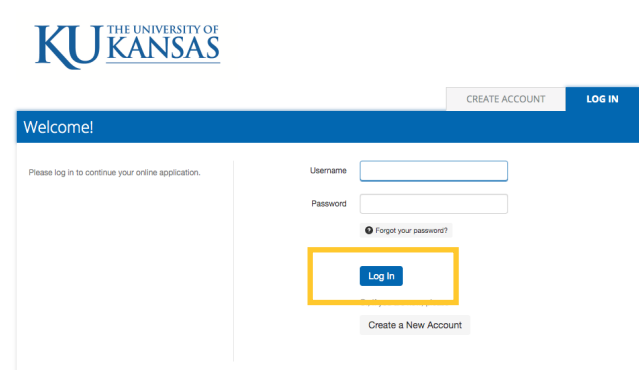 KU THE UNIVERSITY OF
KANSAS
CREATE ACCOUNT
LOG IN
Welcome!
Please log in to continue your online application.
Username
Password
? Forgot your password?
Log In
Create a New Account